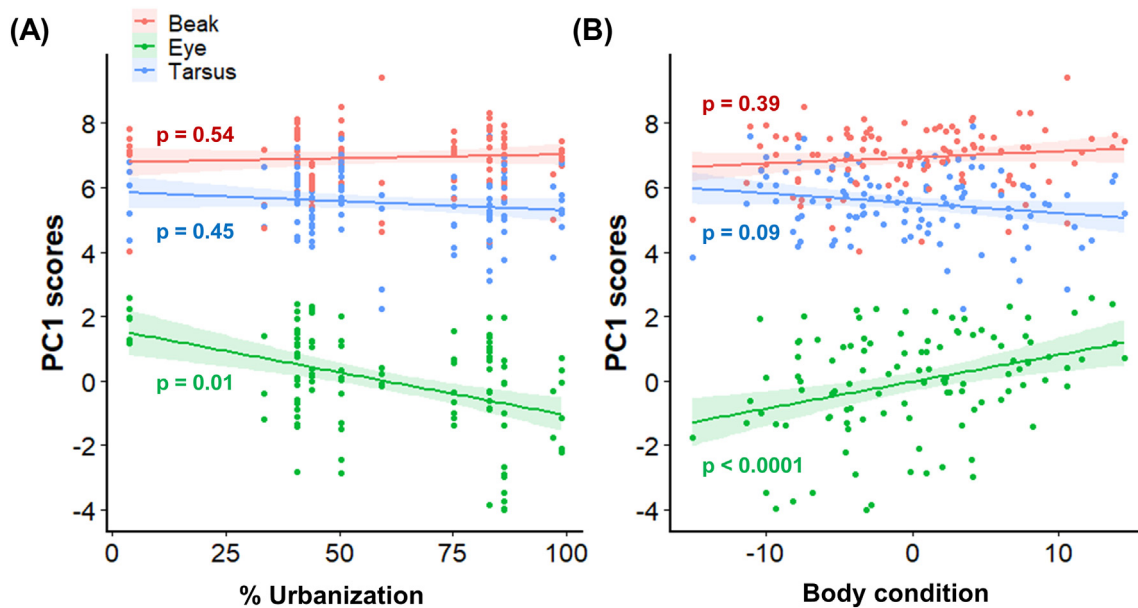 (A)
Beak
Eye
Tarsus
PC1 scores
8
6
4
2
0
-2
-4
p = 0.54
p = 0.45
p = 0.01
0
25
50
75
100
% Urbanization
(B)
PC1 scores
8
6
4
2
0
-2
-4
p = 0.39
p = 0.09
p < 0.0001
-10
0
10
Body condition